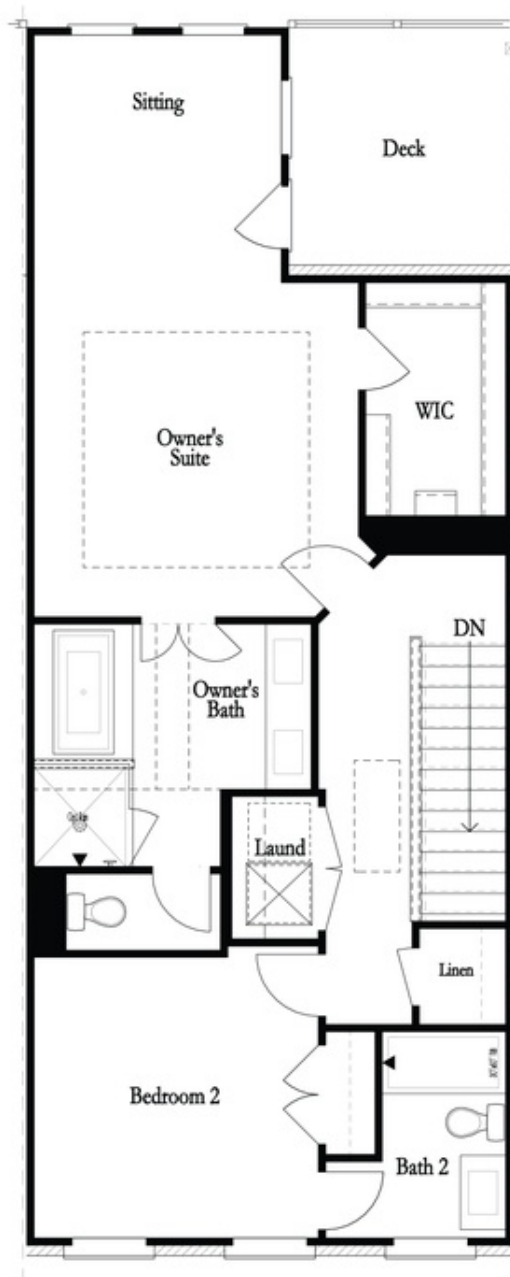 Sitting
Deck
WIC
Owner's
Suite
DN
Owner's
Bath
Laund
Linen
Bedroom 2
Bath 2